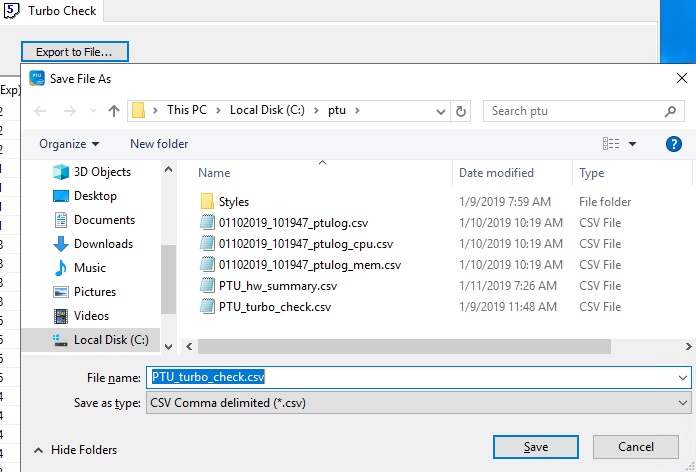 5 Turbo Check
Export to File...
PTU Save File As
Exp)
This PC > Local Disk (C:) > ptu
Search ptu
Organize New folder
Name Date modified Type
3D Objects
Desktop
Documents
Downloads
Music
Pictures
Videos
Local Disk (C:)
Styles 1/9/2019 7:59 AM File folder
01102019_101947_ptulog.csv 1/10/2019 10:19 AM CSV File
01102019_101947_ptulog_cpu.csv 1/10/2019 10:19 AM CSV File
01102019_101947_ptulog_mem.csv 1/10/2019 10:19 AM CSV File
PTU_hw_summary.csv 1/11/2019 7:26 AM CSV File
PTU_turbo_check.csv 1/9/2019 11:48 AM CSV File
File name: PTU_turbo_check.csv
Save as type: CSV Comma delimited (*.csv)
Hide Folders
Save Cancel